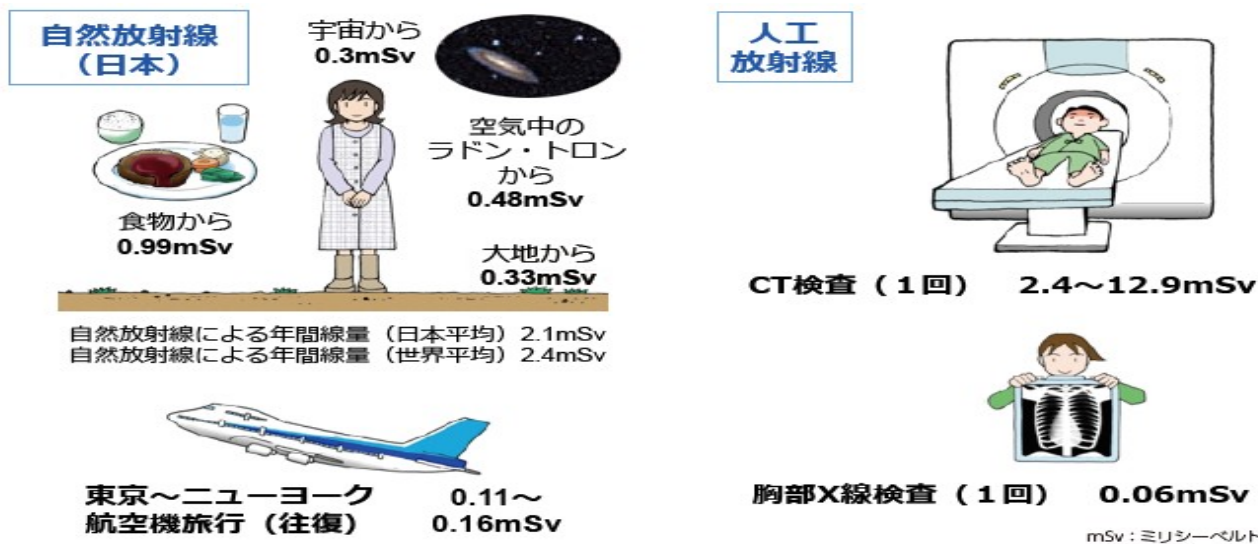 自然放射線
（日本）
宇宙から
0.3mSv
空気中の
ラドン・トロン
から
0.48mSv
食物から
0.99mSv
大地から
0.33mSv
自然放射線による年間線量（日本平均）2.1mSv
自然放射線による年間線量（世界平均）2.4mSv
東京～ニューヨーク 0.11～
航空機旅行（往復） 0.16mSv
人工
放射線
CT検査（１回） 2.4～12.9mSv
胸部X線検査（１回） 0.06mSv
mSv：ミリシーベルト